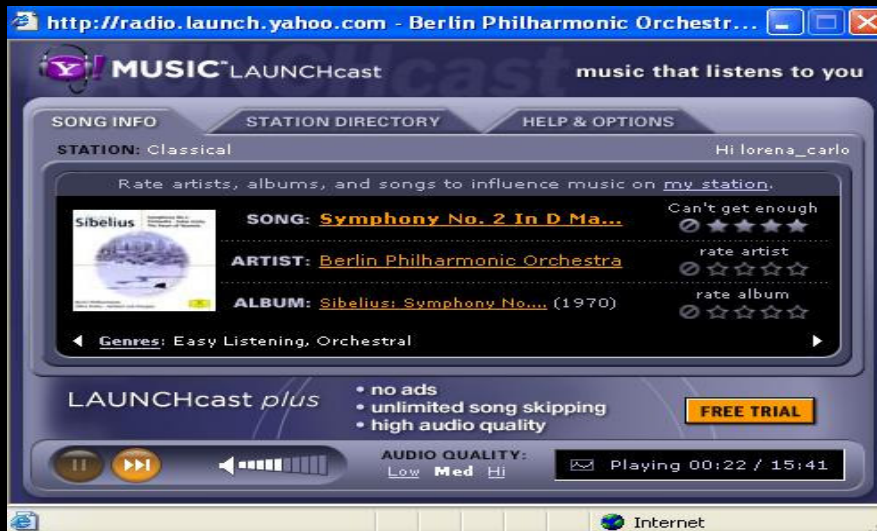 http://radio.launch.yahoo.com - Berlin Philharmonic Orchestr...
Y! MUSIC™ LAUNCHcast music that listens to you
SONG INFO STATION DIRECTORY HELP & OPTIONS
STATION: Classical Hi lorena_carlo
Rate artists, albums, and songs to influence music on my station.
Sibelius
SONG: Symphony No. 2 In D Ma... Can't get enough
ARTIST: Berlin Philharmonic Orchestra rate artist
ALBUM: Sibelius: Symphony No.... (1970) rate album
Genres: Easy Listening, Orchestral
LAUNCHcast plus
• no ads
• unlimited song skipping
• high audio quality
FREE TRIAL
AUDIO QUALITY:
Low Med Hi
Playing 00:22 / 15:41
Internet